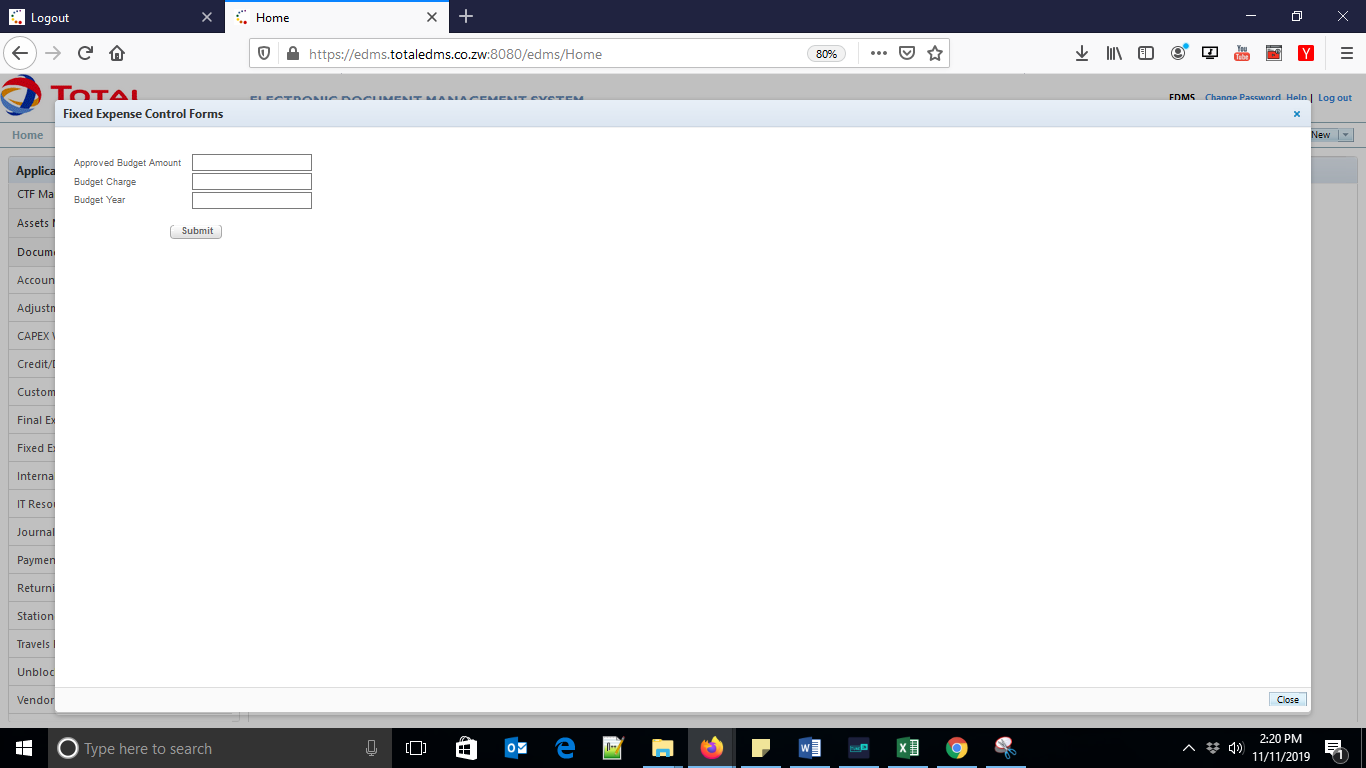 Logout
Home
https://edms.totaledms.co.zw:8080/edms/Home
80%
You
Tube
Y
TOTAL
ELECTRONIC DOCUMENT MANAGEMENT SYSTEM
EDMS Change Password Help | Log out
Fixed Expense Control Forms
Home
New
Applica
CTF Ma
Assets M
Docume
Accoun
Adjustm
CAPEX V
Credit/D
Custom
Final Ex
Fixed Ex
Interna
IT Resou
Journal
Paymen
Returni
Station
Travels
Unbloc
Vendor
Approved Budget Amount
Budget Charge
Budget Year
Submit
Close
Type here to search
2:20 PM
11/11/2019
1